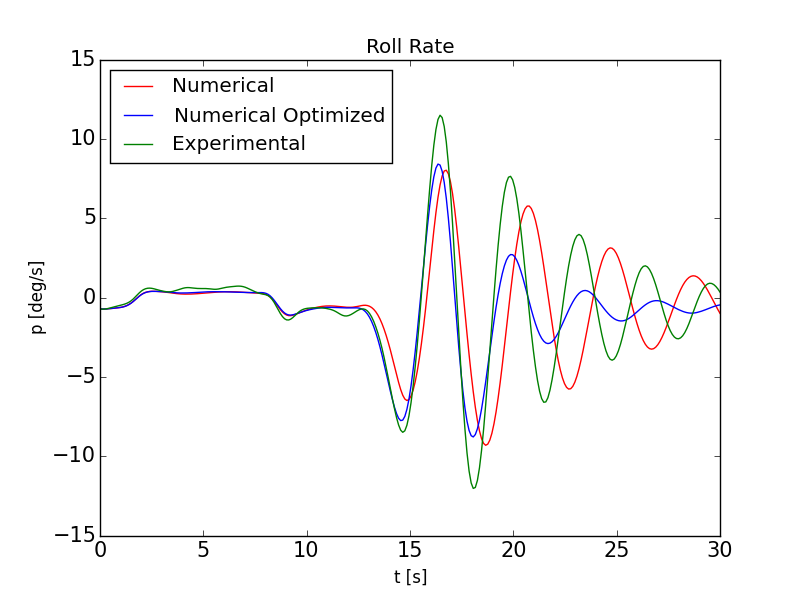 Roll Rate
Numerical
Numerical Optimized
Experimental
15
10
5
0
−5
−10
−15
p [deg/s]
0 5 10 15 20 25 30
t [s]